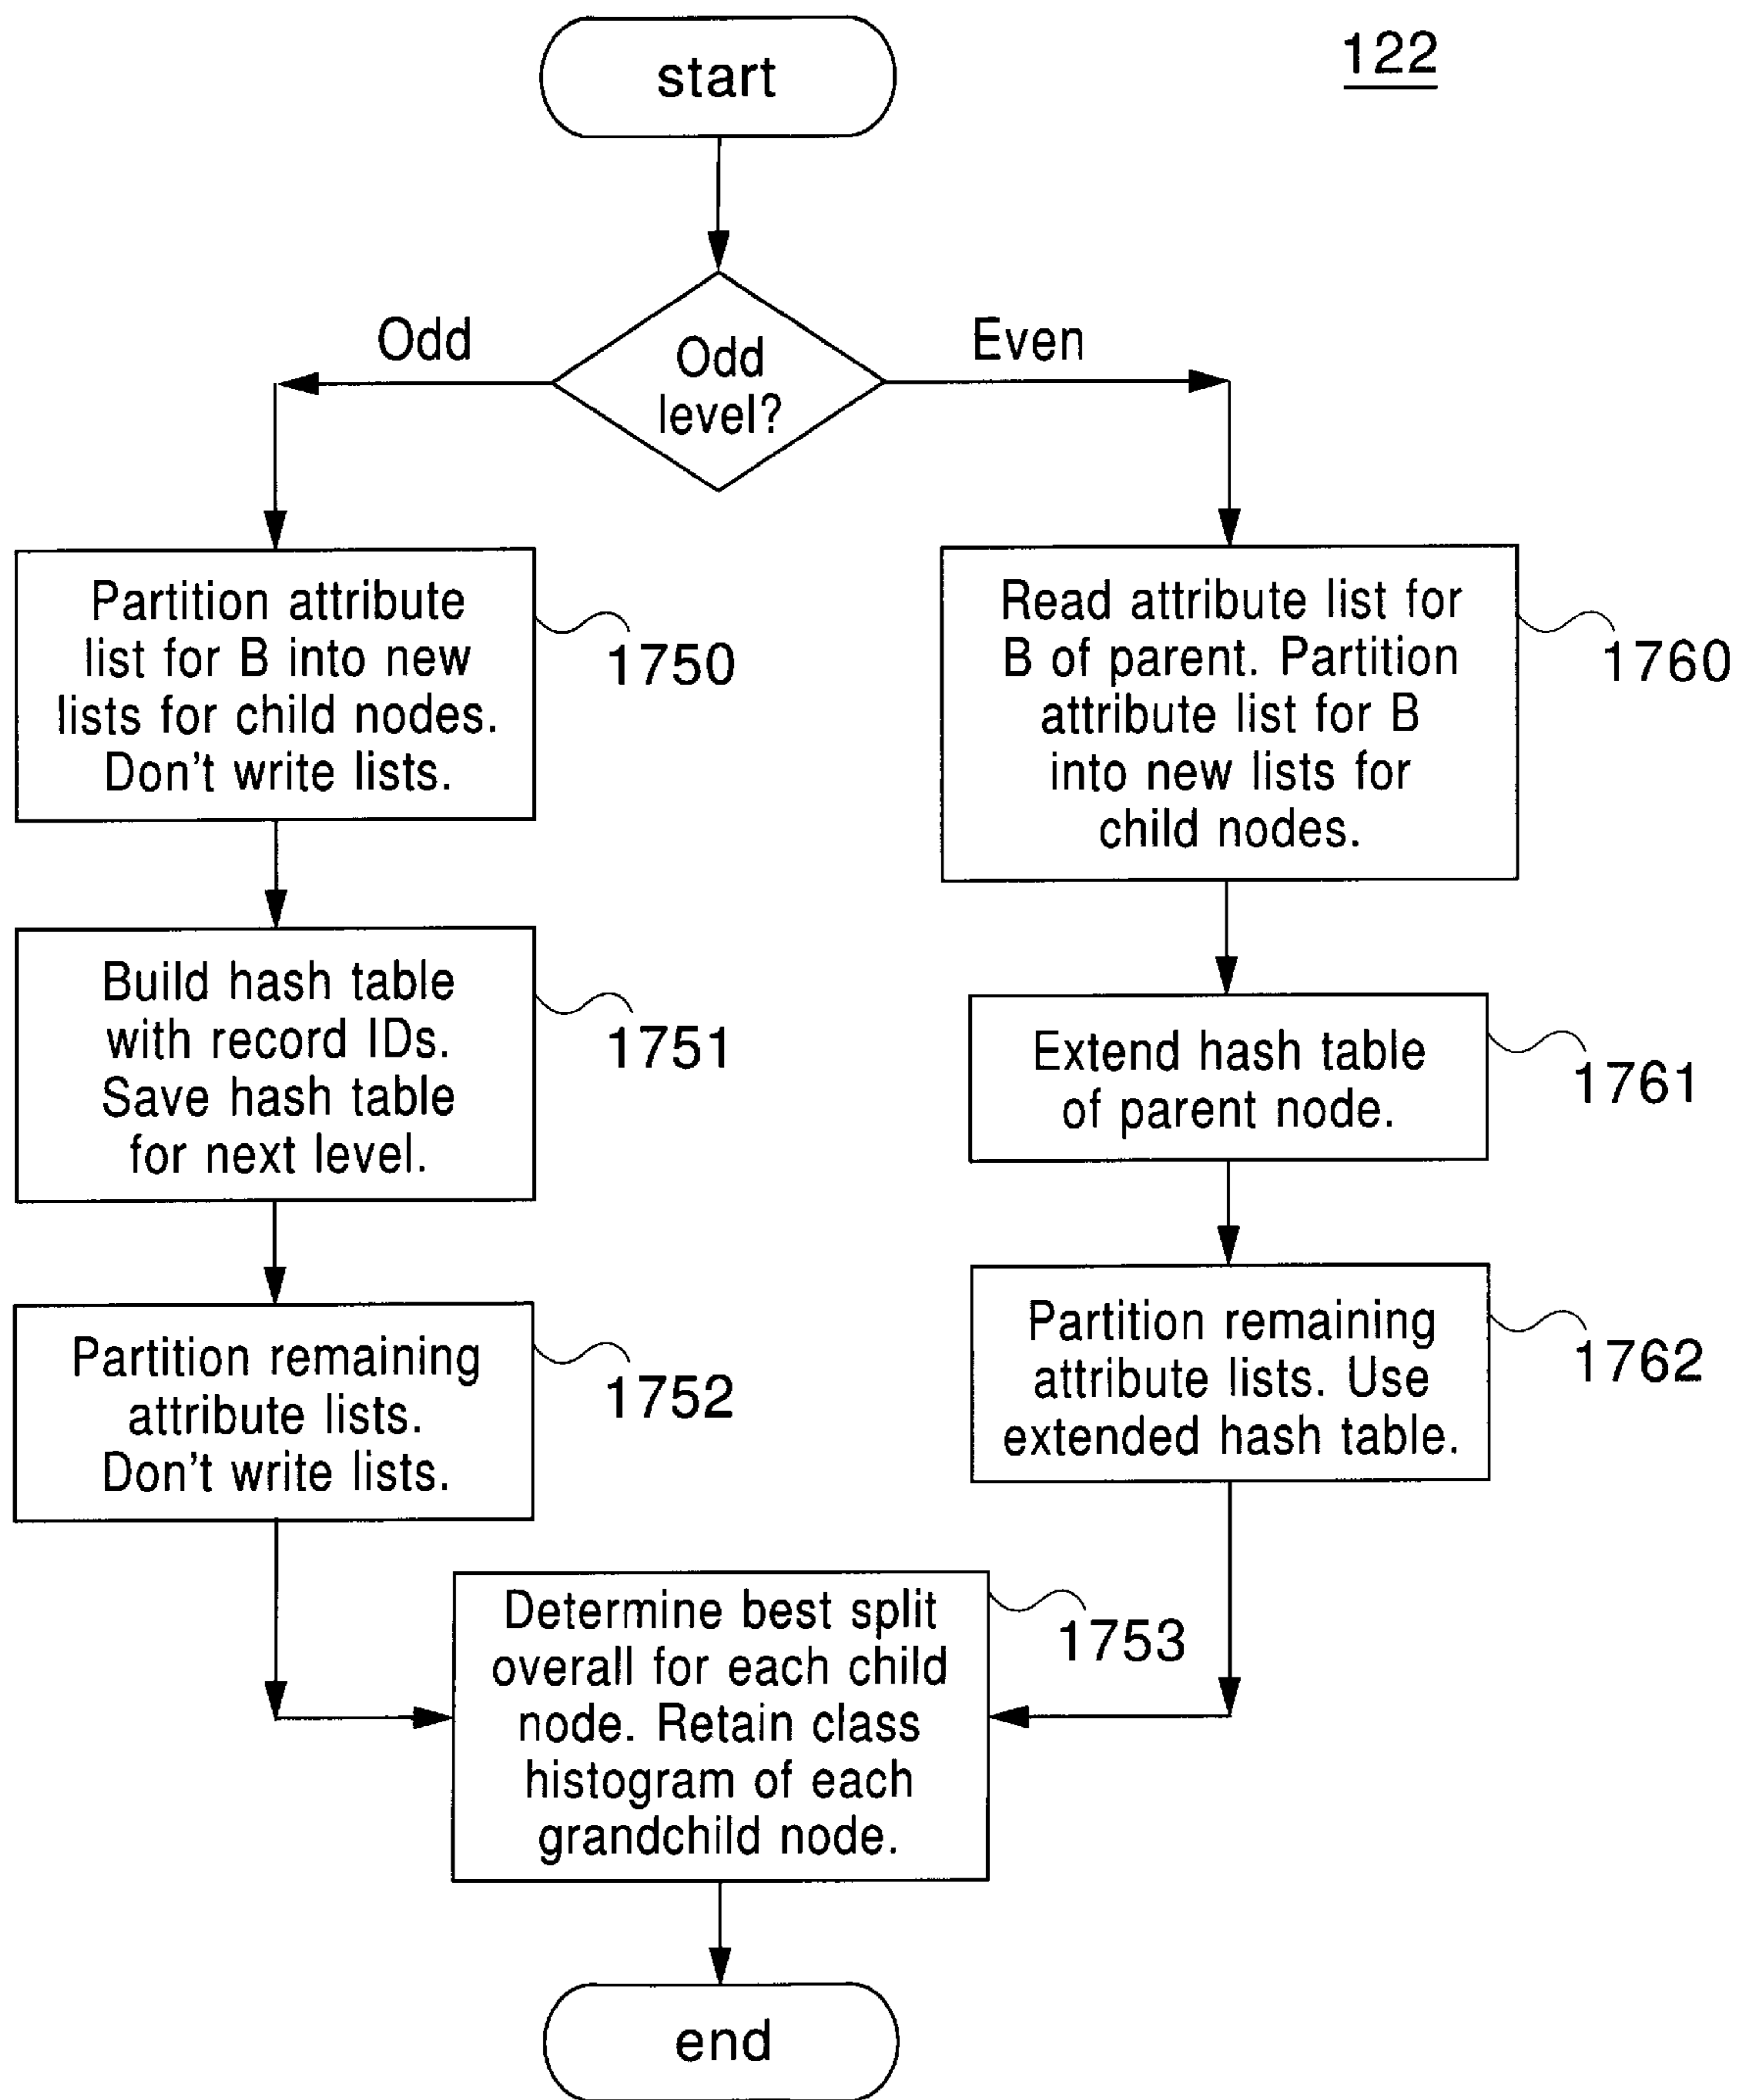 122
start
Odd
level?
Odd
Even
Partition attribute
list for B into new
lists for child nodes.
Don't write lists.
1750
Build hash table
with record IDs.
Save hash table
for next level.
1751
Partition remaining
attribute lists.
Don't write lists.
1752
Read attribute list for
B of parent. Partition
attribute list for B
into new lists for
child nodes.
1760
Extend hash table
of parent node.
1761
Partition remaining
attribute lists. Use
extended hash table.
1762
Determine best split
overall for each child
node. Retain class
histogram of each
grandchild node.
1753
end